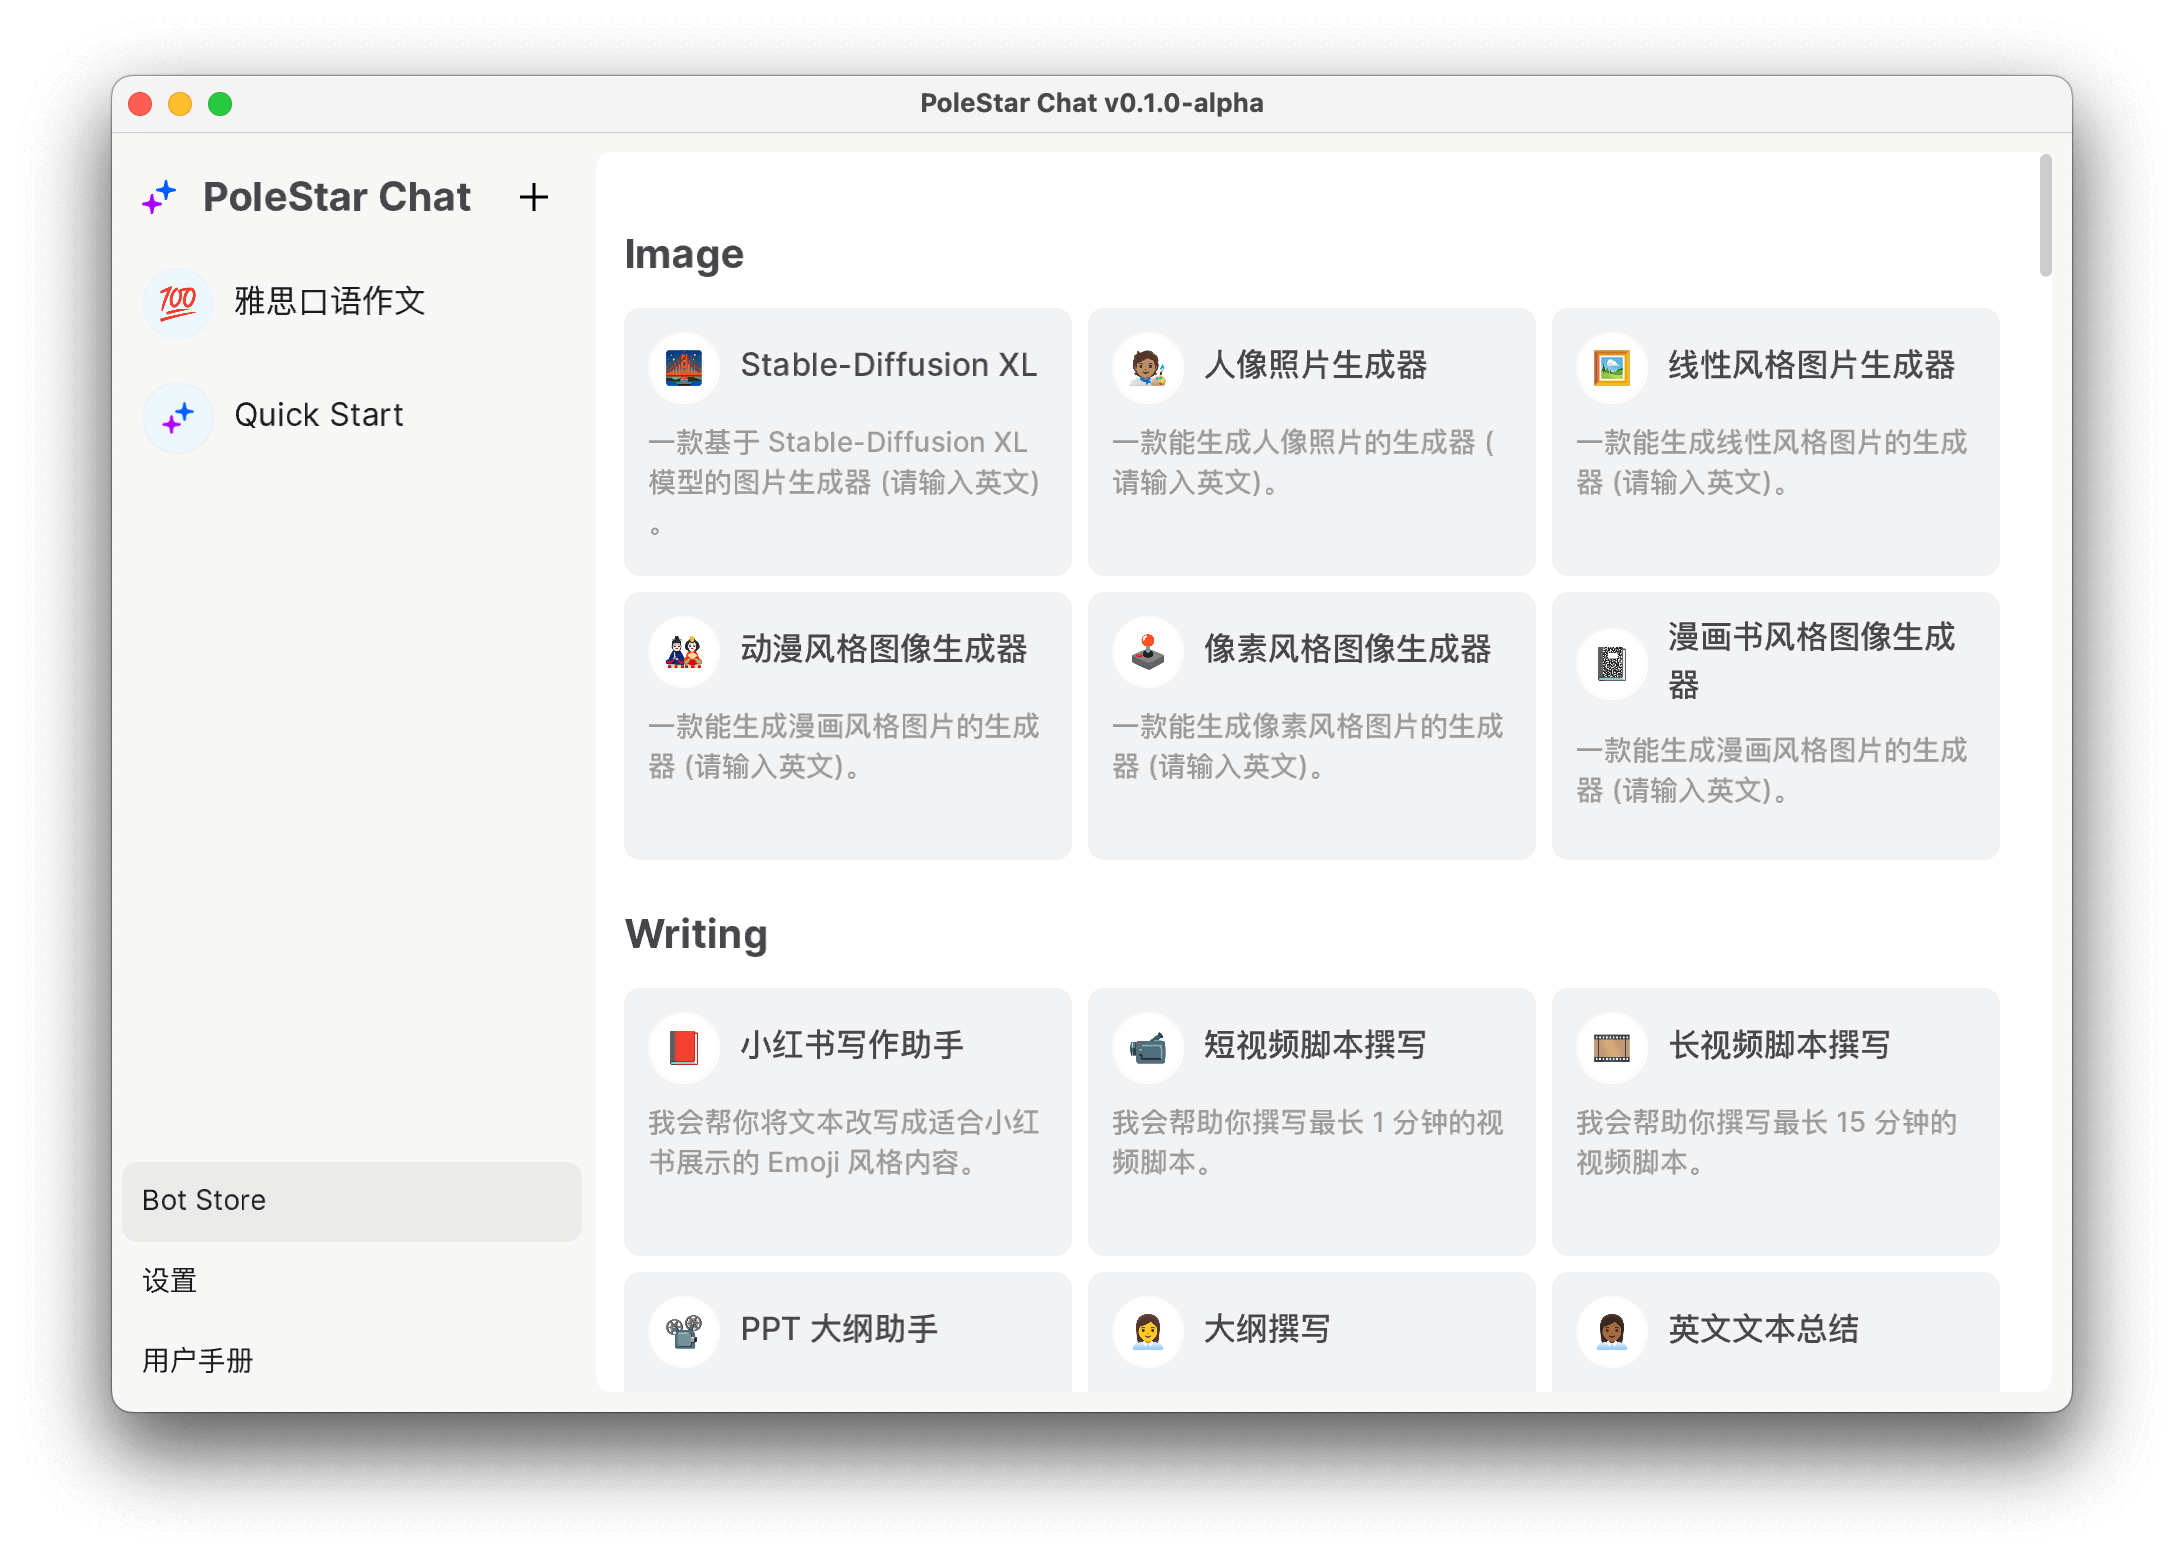 PoleStar Chat v0.1.0-alpha
PoleStar Chat
雅思口语作文
Quick Start
Bot Store
设置
用户手册
Image
Stable-Diffusion XL
一款基于 Stable-Diffusion XL
模型的图片生成器 (请输入英文)
。
人像照片生成器
一款能生成人像照片的生成器 (
请输入英文)。
线性风格图片生成器
一款能生成线性风格图片的生成
器 (请输入英文)。
动漫风格图像生成器
一款能生成漫画风格图片的生成
器 (请输入英文)。
像素风格图像生成器
一款能生成像素风格图片的生成
器 (请输入英文)。
漫画书风格图像生成
器
一款能生成漫画风格图片的生成
器 (请输入英文)。
Writing
小红书写作助手
我会帮你将文本改写成适合小红
书展示的 Emoji 风格内容。
短视频脚本撰写
我会帮助你撰写最长 1 分钟的视
频脚本。
长视频脚本撰写
我会帮助你撰写最长 15 分钟的
视频脚本。
PPT 大纲助手
大纲撰写
英文文本总结